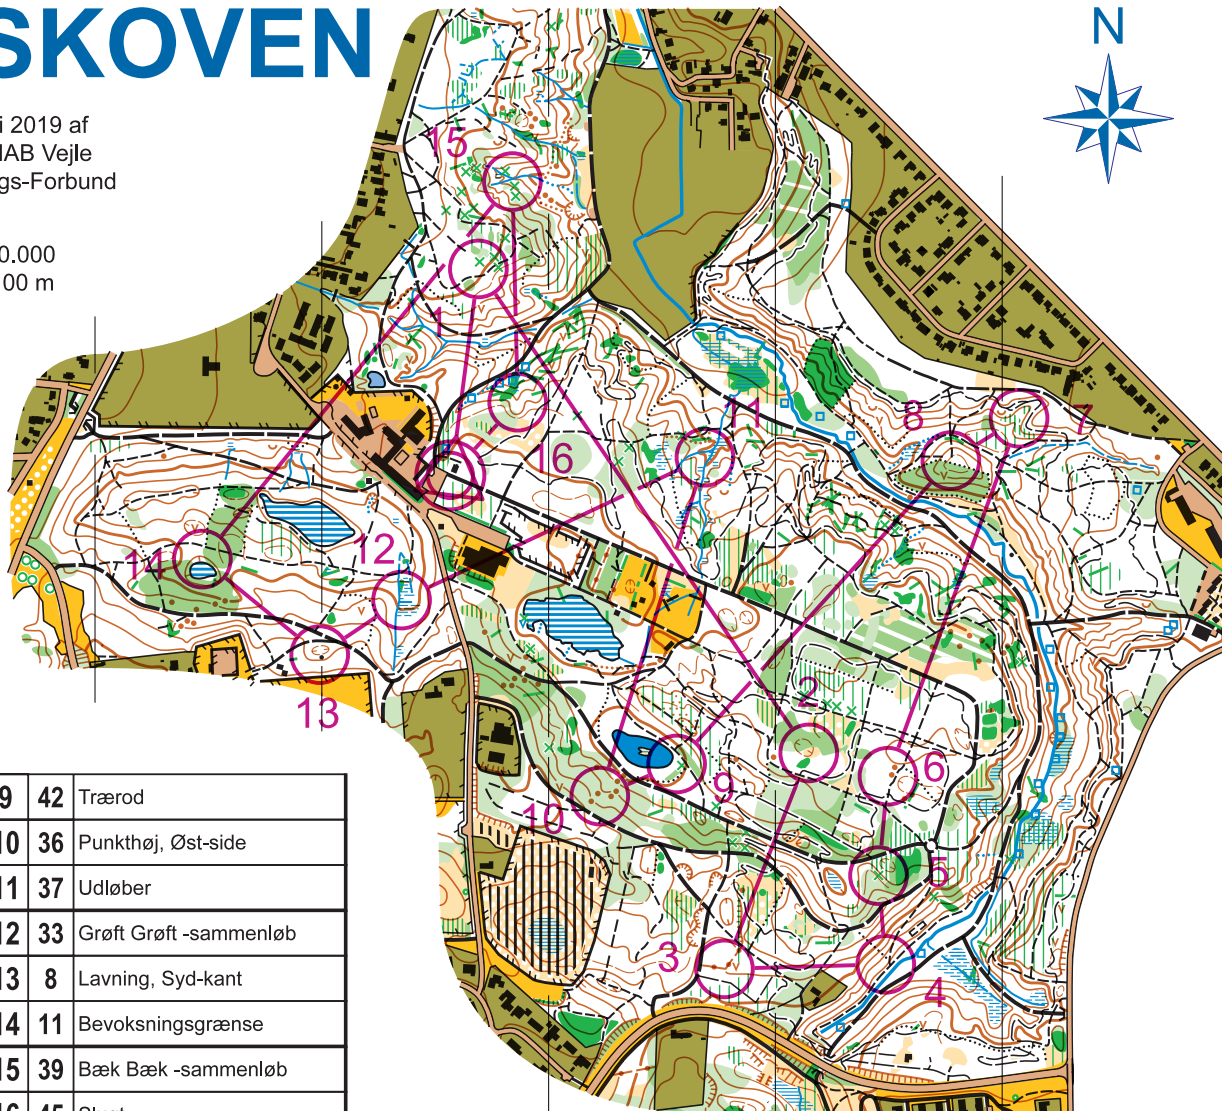 SKOVEN
N
i 2019 af
IAB Vejle
gs-Forbund
0.000
00 m
15
1
16
11
8
7
12
14
13
2
6
9
10
5
3
4
9 42 Trærod
10 36 Punkthøj, Øst-side
11 37 Udløber
12 33 Grøft Grøft -sammenløb
13 8 Lavning, Syd-kant
14 11 Bevoksningsgrænse
15 39 Bæk Bæk -sammenløb
16 45